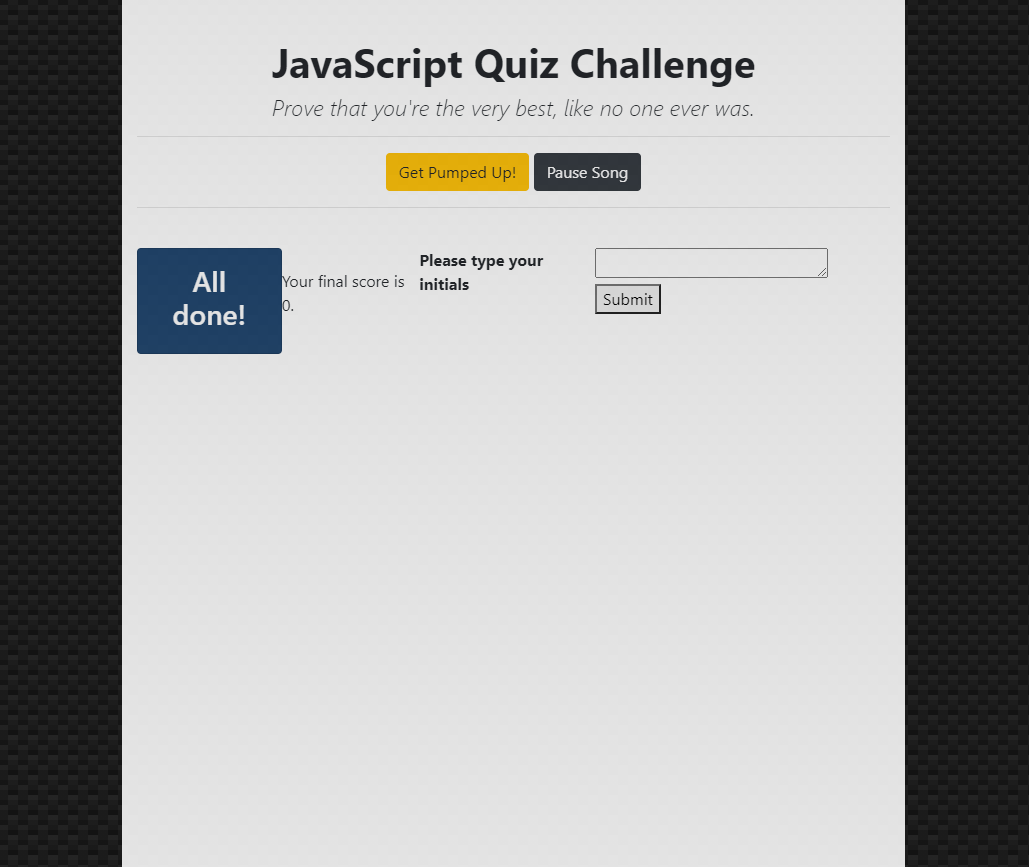 JavaScript Quiz Challenge
Prove that you're the very best, like no one ever was.
Get Pumped Up!
Pause Song
All
done!
Your final score is
0.
Please type your
initials
Submit